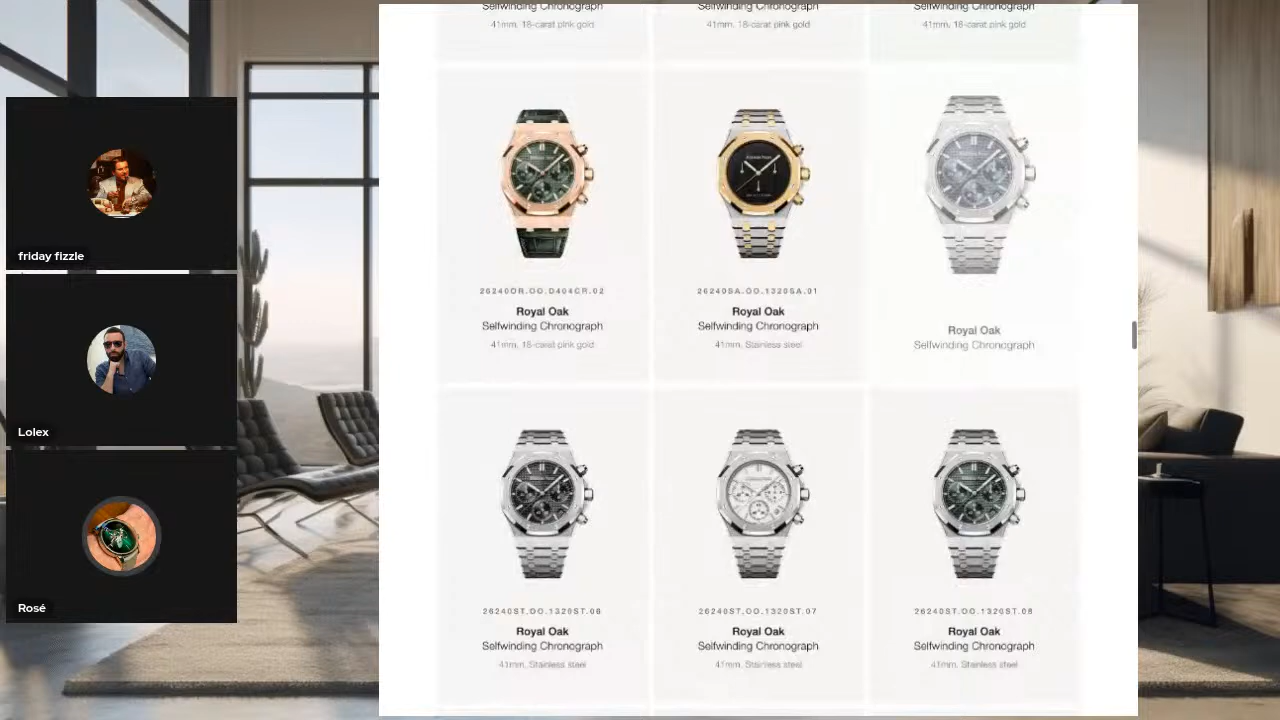 Selfwinding Chronograph
41mm, 18-carat pink gold
Selfwinding Chronograph
41mm, 18-carat pink gold
Selfwinding Chronograph
41mm, 18-carat pink gold
friday fizzle
Lolex
Rosé
26240OR.OO.D404CR.02
Royal Oak
Selfwinding Chronograph
41mm, 18-carat pink gold
26240SA.OO.1320SA.01
Royal Oak
Selfwinding Chronograph
41mm, Stainless steel
Royal Oak
Selfwinding Chronograph
26240ST.OO.1320ST.06
Royal Oak
Selfwinding Chronograph
41mm, Stainless steel
26240ST.OO.1320ST.07
Royal Oak
Selfwinding Chronograph
41mm, Stainless steel
26240ST.OO.1320ST.08
Royal Oak
Selfwinding Chronograph
41mm, Stainless steel